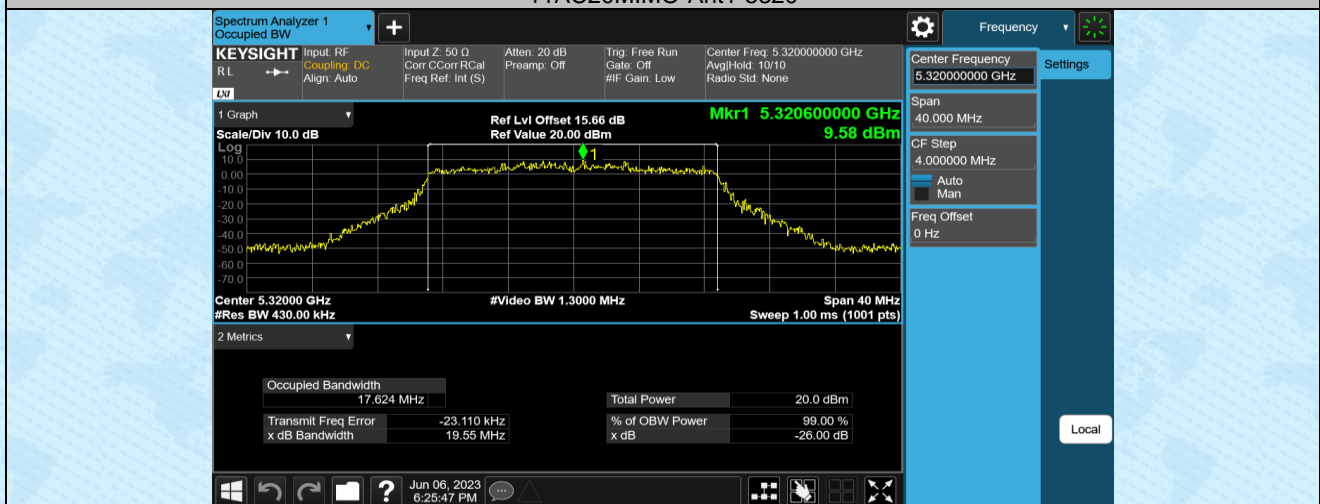 11AC20MIMO-Ant1-5320
Spectrum Analyzer 1
Occupied BW
Frequency
KEYSIGHT
R L
LXI
Input: RF
Coupling: DC
Align: Auto
Input Z: 50 Ω
Corr CCorr RCal
Freq Ref: Int (S)
Atten: 20 dB
Preamp: Off
Trig: Free Run
Gate: Off
#IF Gain: Low
Center Freq: 5.320000000 GHz
Avg|Hold: 10/10
Radio Std: None
Center Frequency
5.320000000 GHz
Settings
Span
40.000 MHz
CF Step
4.000000 MHz
Auto
Man
Freq Offset
0 Hz
1 Graph
Scale/Div 10.0 dB
Ref Lvl Offset 15.66 dB
Ref Value 20.00 dBm
Mkr1 5.320600000 GHz
9.58 dBm
Log
1
10.0
0.00
-10.0
-20.0
-30.0
-40.0
-50.0
-60.0
-70.0
Center 5.32000 GHz
#Video BW 1.3000 MHz
Span 40 MHz
#Res BW 430.00 kHz
Sweep 1.00 ms (1001 pts)
2 Metrics
Occupied Bandwidth
17.624 MHz
Total Power 20.0 dBm
Transmit Freq Error -23.110 kHz
% of OBW Power 99.00 %
x dB Bandwidth 19.55 MHz
x dB -26.00 dB
Local
?
Jun 06, 2023
6:25:47 PM